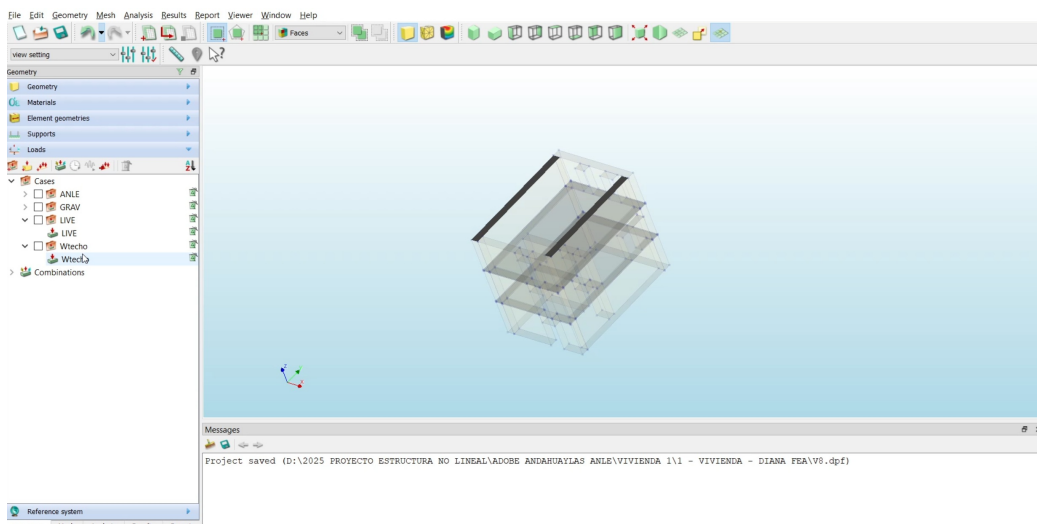 File Edit Geometry Mesh Analysis Results Report Viewer Window Help
Faces
view setting
Geometry
Geometry
Materials
Element geometries
Supports
Loads
Cases
ANLE
GRAV
LIVE
LIVE
Wtecho
Combinations
Z
X
Messages
Project saved (D:\2025 PROYECTO ESTRUCTURA NO LINEAL\ADOBE ANDAHUAYLAS ANLE\VIVIENDA 1\1 - VIVIENDA - DIANA FEA\V8.dpf)
Reference system